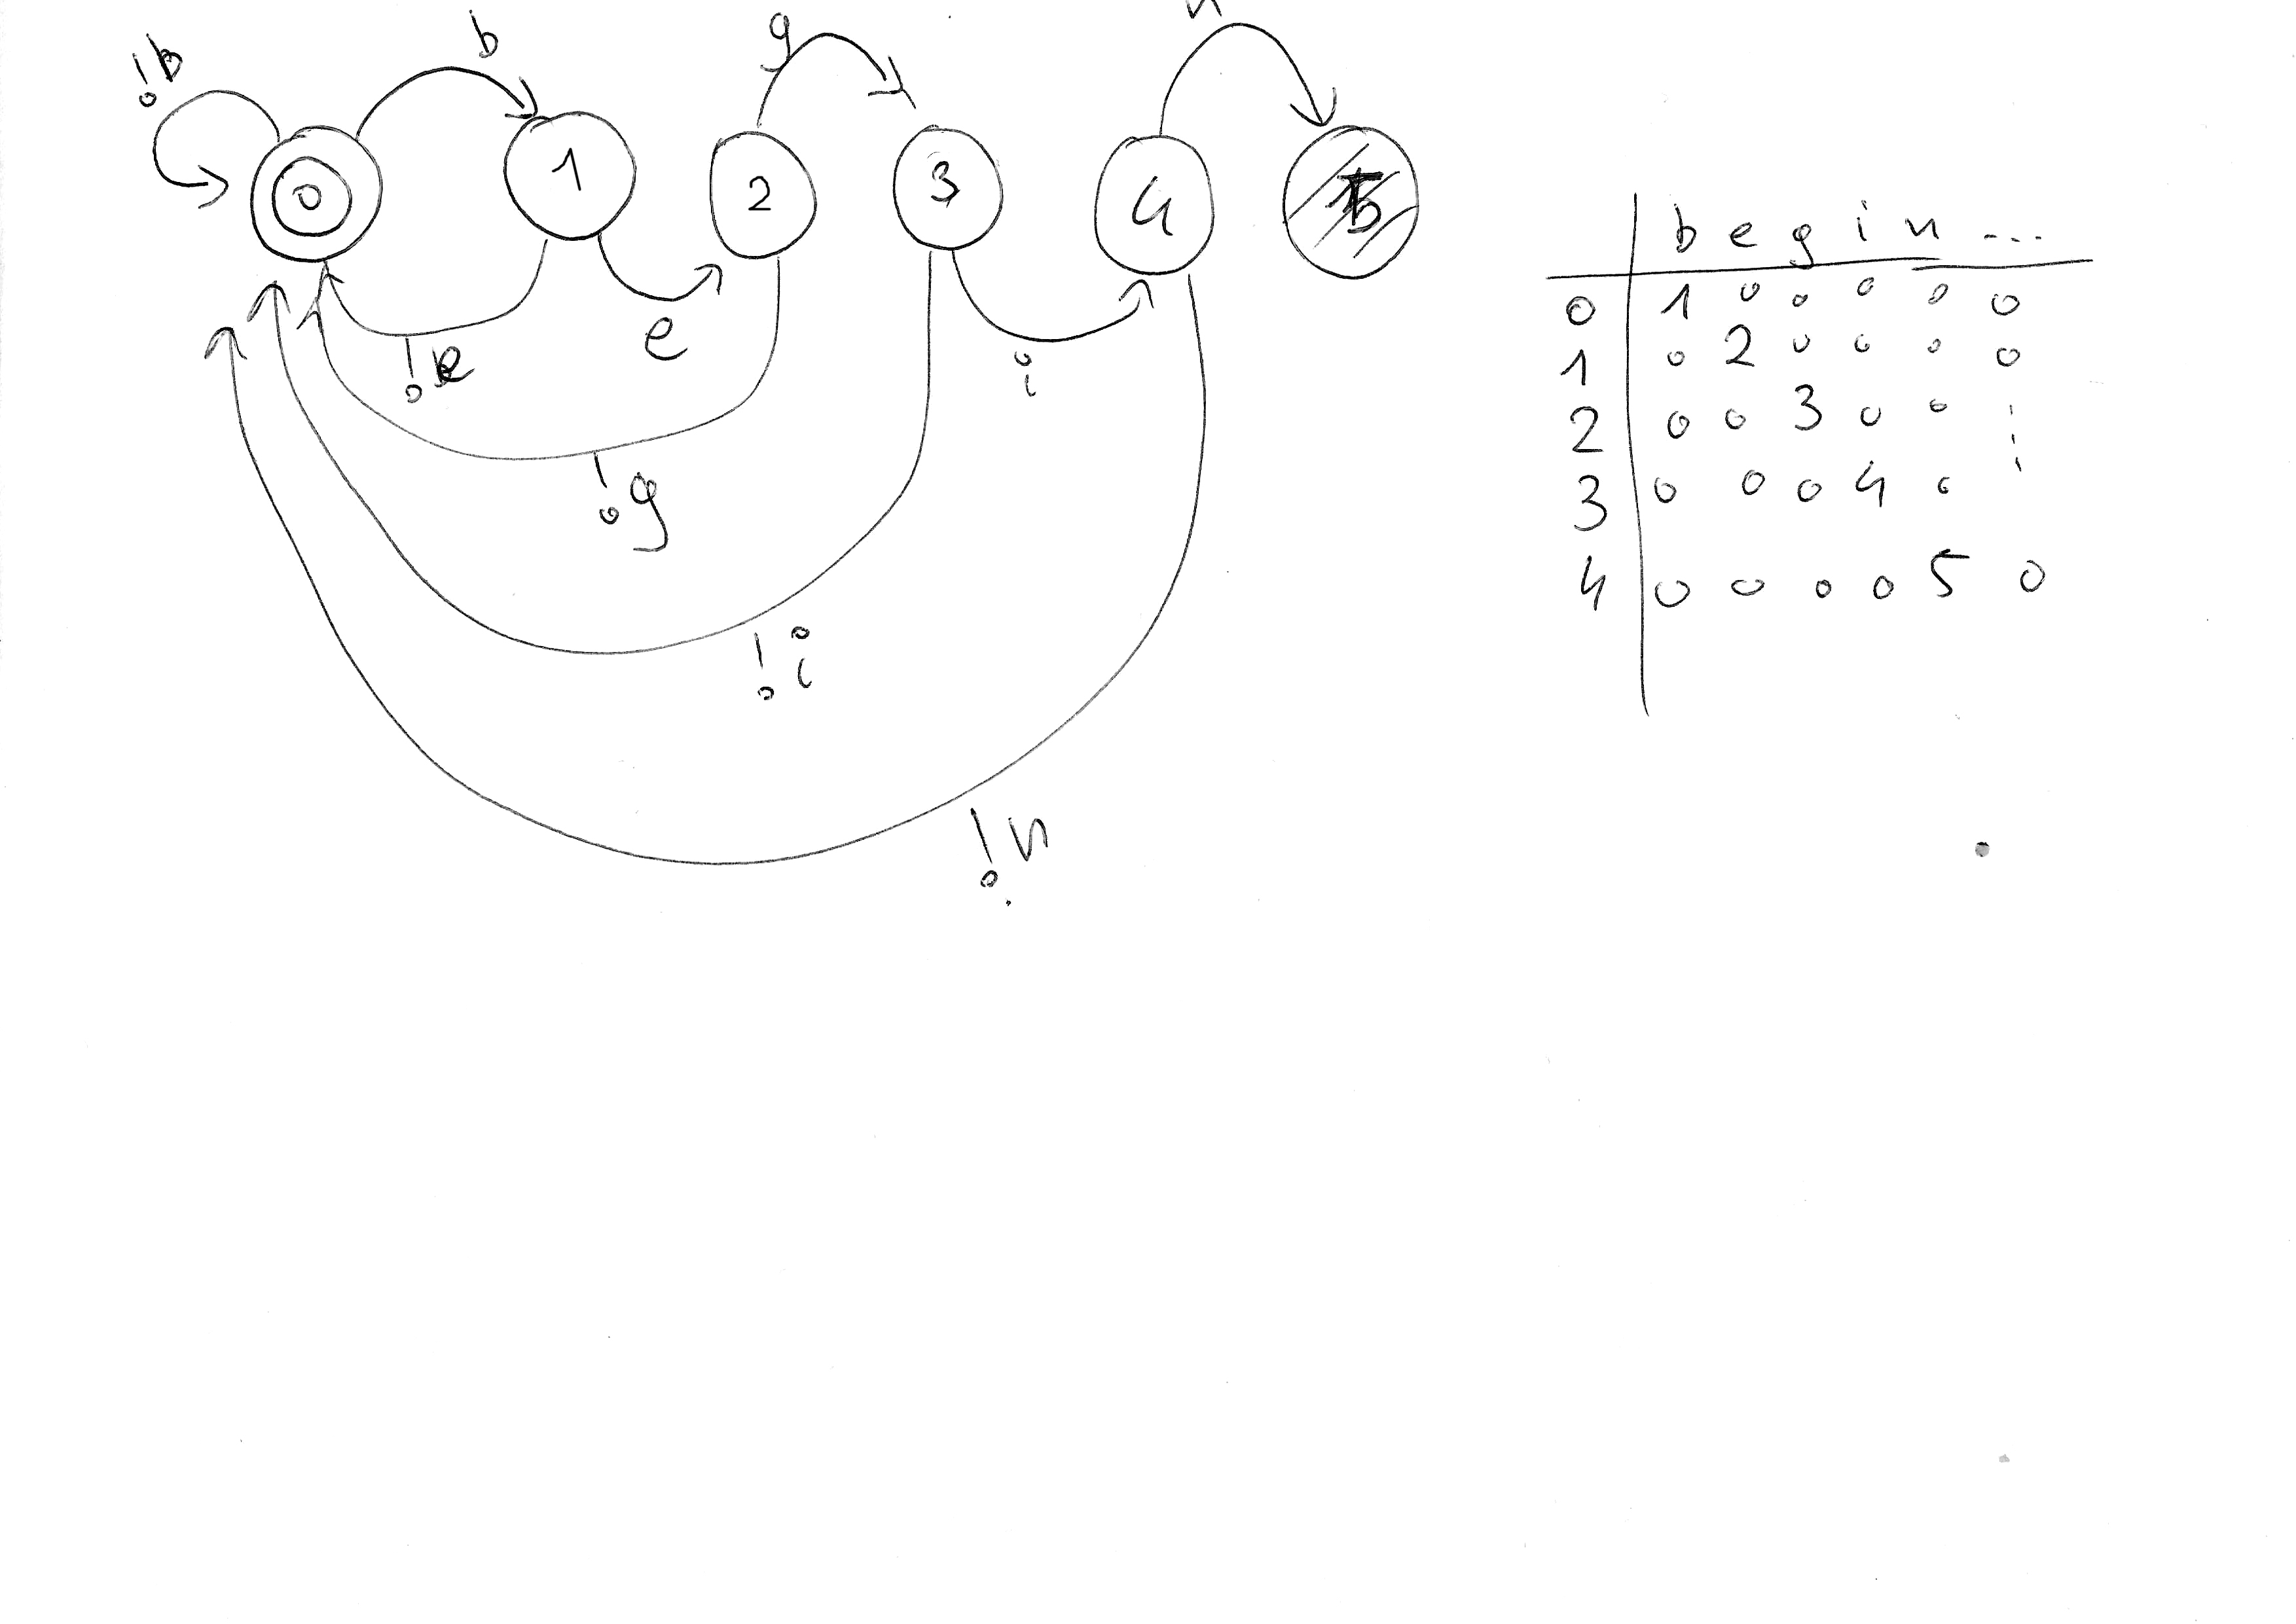 !b b g n
0 1 2 3 4 5
!e e i
!g
!i
!n
b e g i n ...
0 1 0 0 0 0 0
1 0 2 0 0 0 0
2 0 0 3 0 0
3 0 0 0 4 0
4 0 0 0 0 5 0